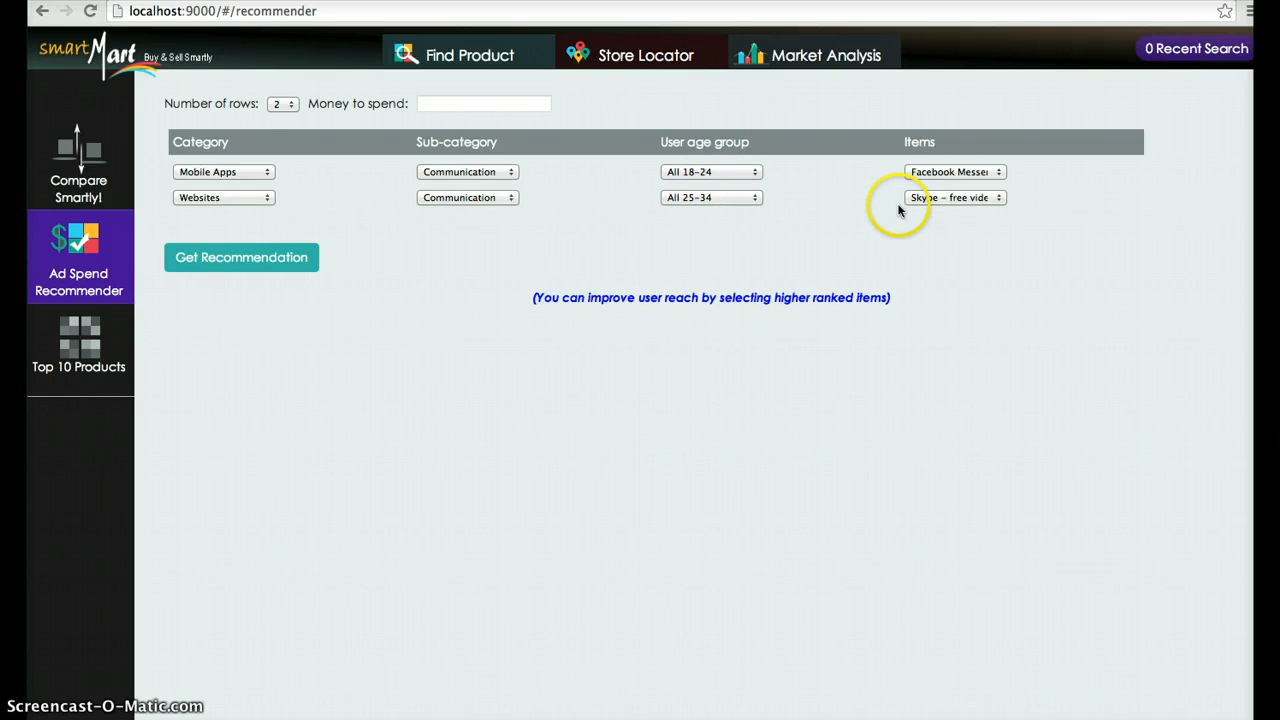 localhost:9000/#/recommender
smartMart Buy & Sell Smartly
Find Product
Store Locator
Market Analysis
0 Recent Search
Number of rows: 2 Money to spend:
Category Sub-category User age group Items
Mobile Apps Communication All 18-24 Facebook Messer
Websites Communication All 25-34 Skype - free vide
Get Recommendation
(You can improve user reach by selecting higher ranked items)
Compare
Smartly!
$
Ad Spend
Recommender
Top 10 Products
Screencast-O-Matic.com